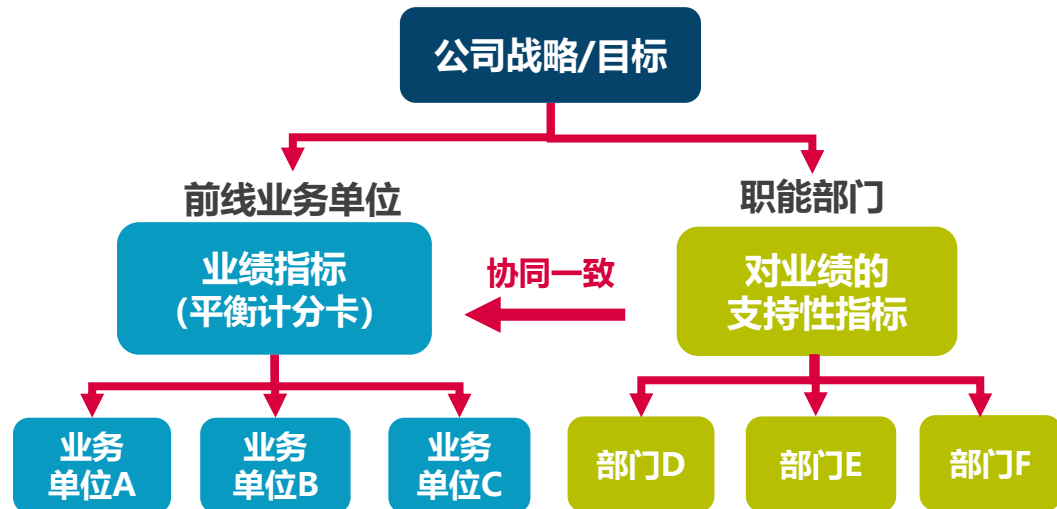 公司战略/目标
前线业务单位
职能部门
业绩指标
（平衡计分卡）
协同一致
对业绩的
支持性指标
业务
单位A
业务
单位B
业务
单位C
部门D
部门E
部门F